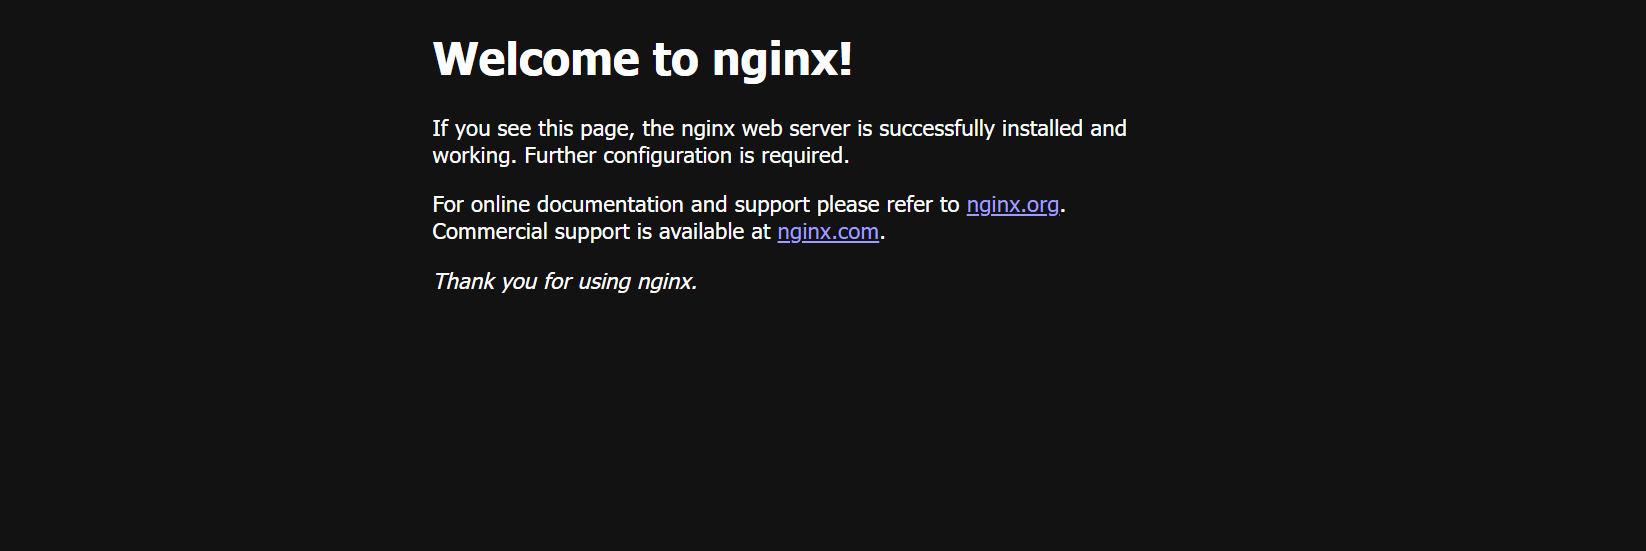 Welcome to nginx!
If you see this page, the nginx web server is successfully installed and
working. Further configuration is required.
For online documentation and support please refer to nginx.org.
Commercial support is available at nginx.com.
Thank you for using nginx.